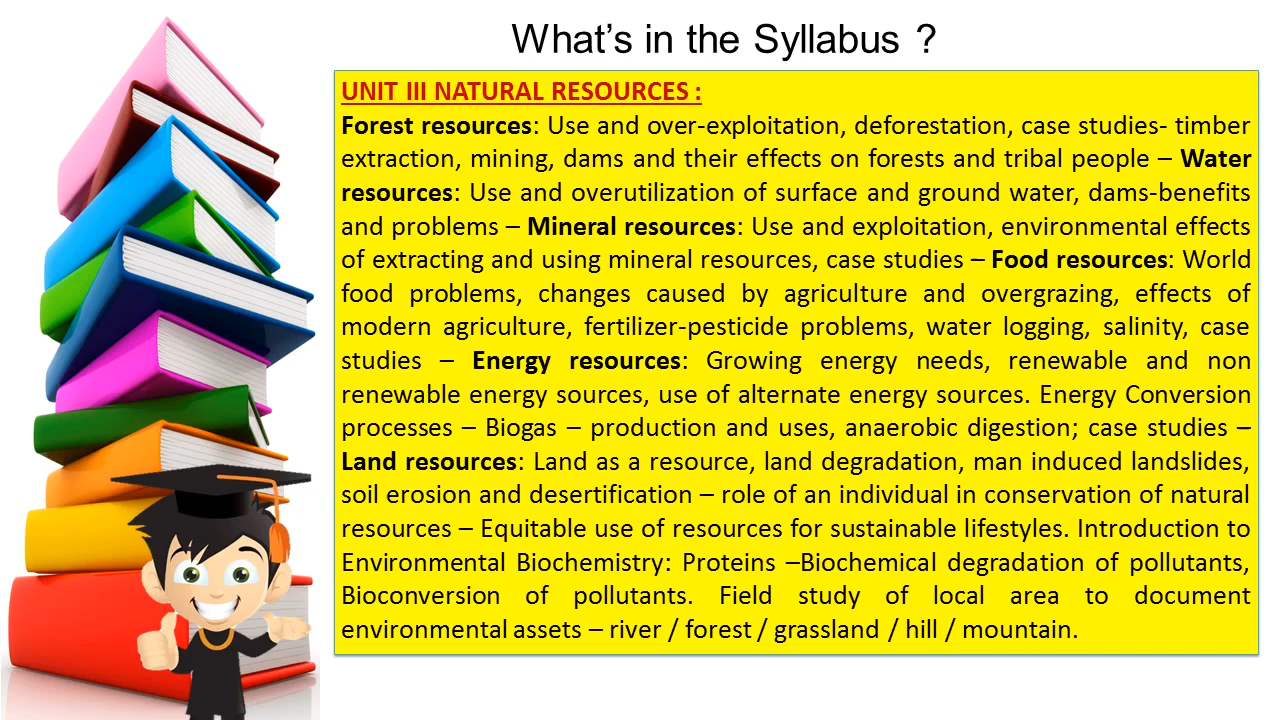 What’s in the Syllabus ?
UNIT III NATURAL RESOURCES :
Forest resources: Use and over-exploitation, deforestation, case studies- timber
extraction, mining, dams and their effects on forests and tribal people – Water
resources: Use and overutilization of surface and ground water, dams-benefits
and problems – Mineral resources: Use and exploitation, environmental effects
of extracting and using mineral resources, case studies – Food resources: World
food problems, changes caused by agriculture and overgrazing, effects of
modern agriculture, fertilizer-pesticide problems, water logging, salinity, case
studies – Energy resources: Growing energy needs, renewable and non
renewable energy sources, use of alternate energy sources. Energy Conversion
processes – Biogas – production and uses, anaerobic digestion; case studies –
Land resources: Land as a resource, land degradation, man induced landslides,
soil erosion and desertification – role of an individual in conservation of natural
resources – Equitable use of resources for sustainable lifestyles. Introduction to
Environmental Biochemistry: Proteins –Biochemical degradation of pollutants,
Bioconversion of pollutants. Field study of local area to document
environmental assets – river / forest / grassland / hill / mountain.